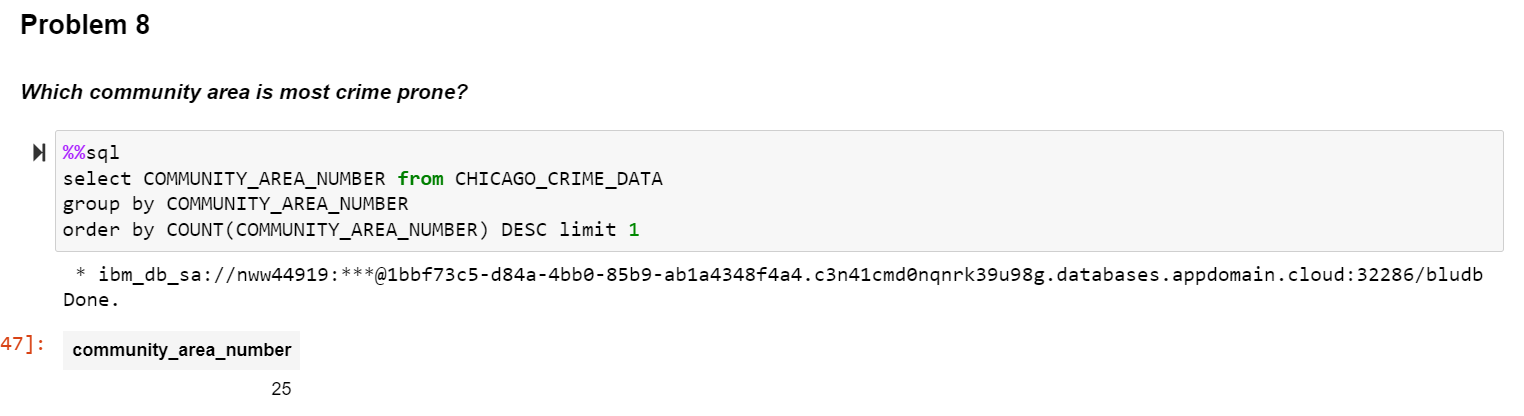 Problem 8
Which community area is most crime prone?
%%sql
select COMMUNITY_AREA_NUMBER from CHICAGO_CRIME_DATA
group by COMMUNITY_AREA_NUMBER
order by COUNT(COMMUNITY_AREA_NUMBER) DESC limit 1
* ibm_db_sa://nww44919:***@1bbf73c5-d84a-4bb0-85b9-ab1a4348f4a4.c3n41cmd0nqnrk39u98g.databases.appdomain.cloud:32286/bludb
Done.
47]:
community_area_number
25